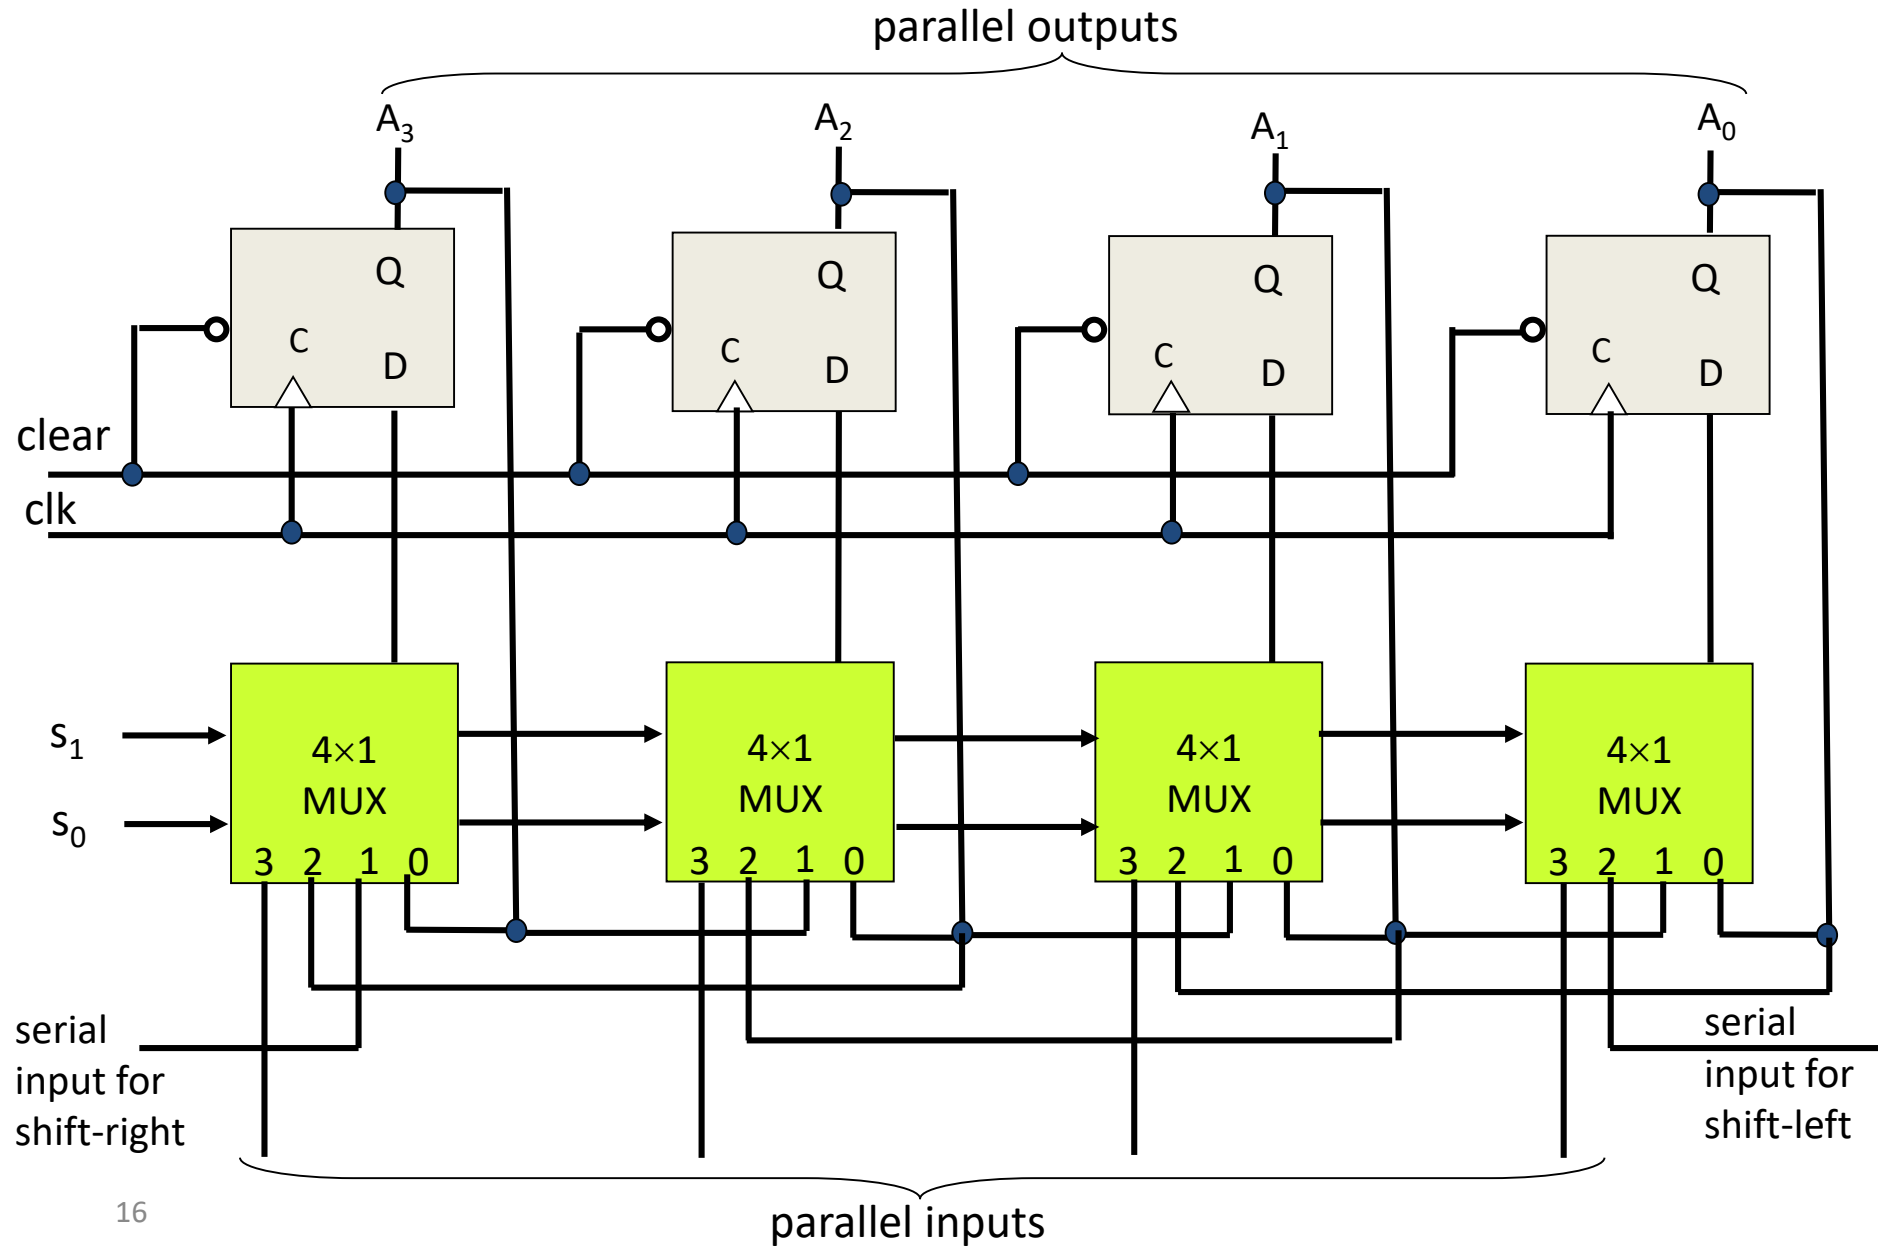 parallel outputs
A₃ A₂ A₁ A₀
Q Q Q Q
C C C C
D D D D
clear
clk
s₁
4×1 4×1 4×1 4×1
MUX MUX MUX MUX
s₀
3 2 1 0 3 2 1 0 3 2 1 0 3 2 1 0
serial
input for
shift-right
serial
input for
shift-left
16
parallel inputs